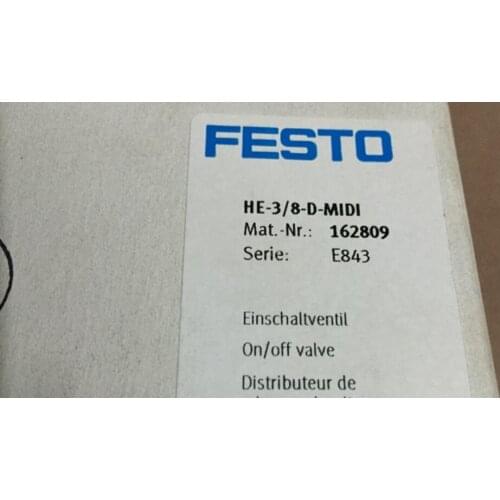 FESTO
HE-3/8-D-MIDI
Mat.-Nr.: 162809
Serie: E843
Einschaltventil
On/off valve
Distributeur de